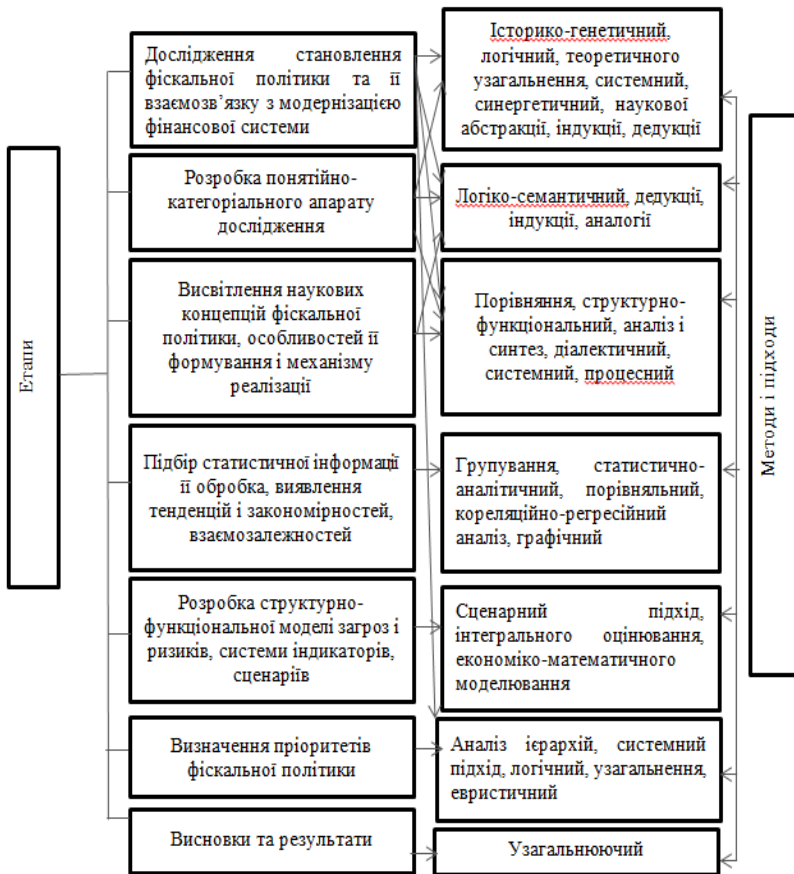 Етапи
Дослідження становлення
фіскальної політики та її
взаємозв’язку з модернізацією
фінансової системи
Розробка понятійно-
категоріального апарату
дослідження
Висвітлення наукових
концепцій фіскальної
політики, особливостей її
формування і механізму
реалізації
Підбір статистичної інформації
її обробка, виявлення
тенденцій і закономірностей,
взаємозалежностей
Розробка структурно-
функціональної моделі загроз і
ризиків, системи індикаторів,
сценаріїв
Визначення пріоритетів
фіскальної політики
Висновки та результати
Історико-генетичний,
логічний, теоретичного
узагальнення, системний,
синергетичний, наукової
абстракції, індукції, дедукції
Логіко-семантичний, дедукції,
індукції, аналогії
Порівняння, структурно-
функціональний, аналіз і
синтез, діалектичний,
системний, процесний
Групування, статистично-
аналітичний, порівняльний,
кореляційно-регресійний
аналіз, графічний
Сценарний підхід,
інтегрального оцінювання,
економіко-математичного
моделювання
Аналіз ієрархій, системний
підхід, логічний, узагальнення,
евристичний
Узагальнюючий
Методи і підходи